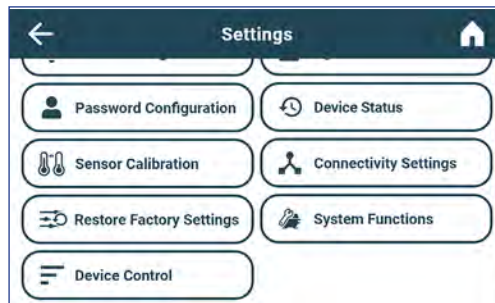 Settings
Password Configuration
Device Status
Sensor Calibration
Connectivity Settings
Restore Factory Settings
System Functions
Device Control